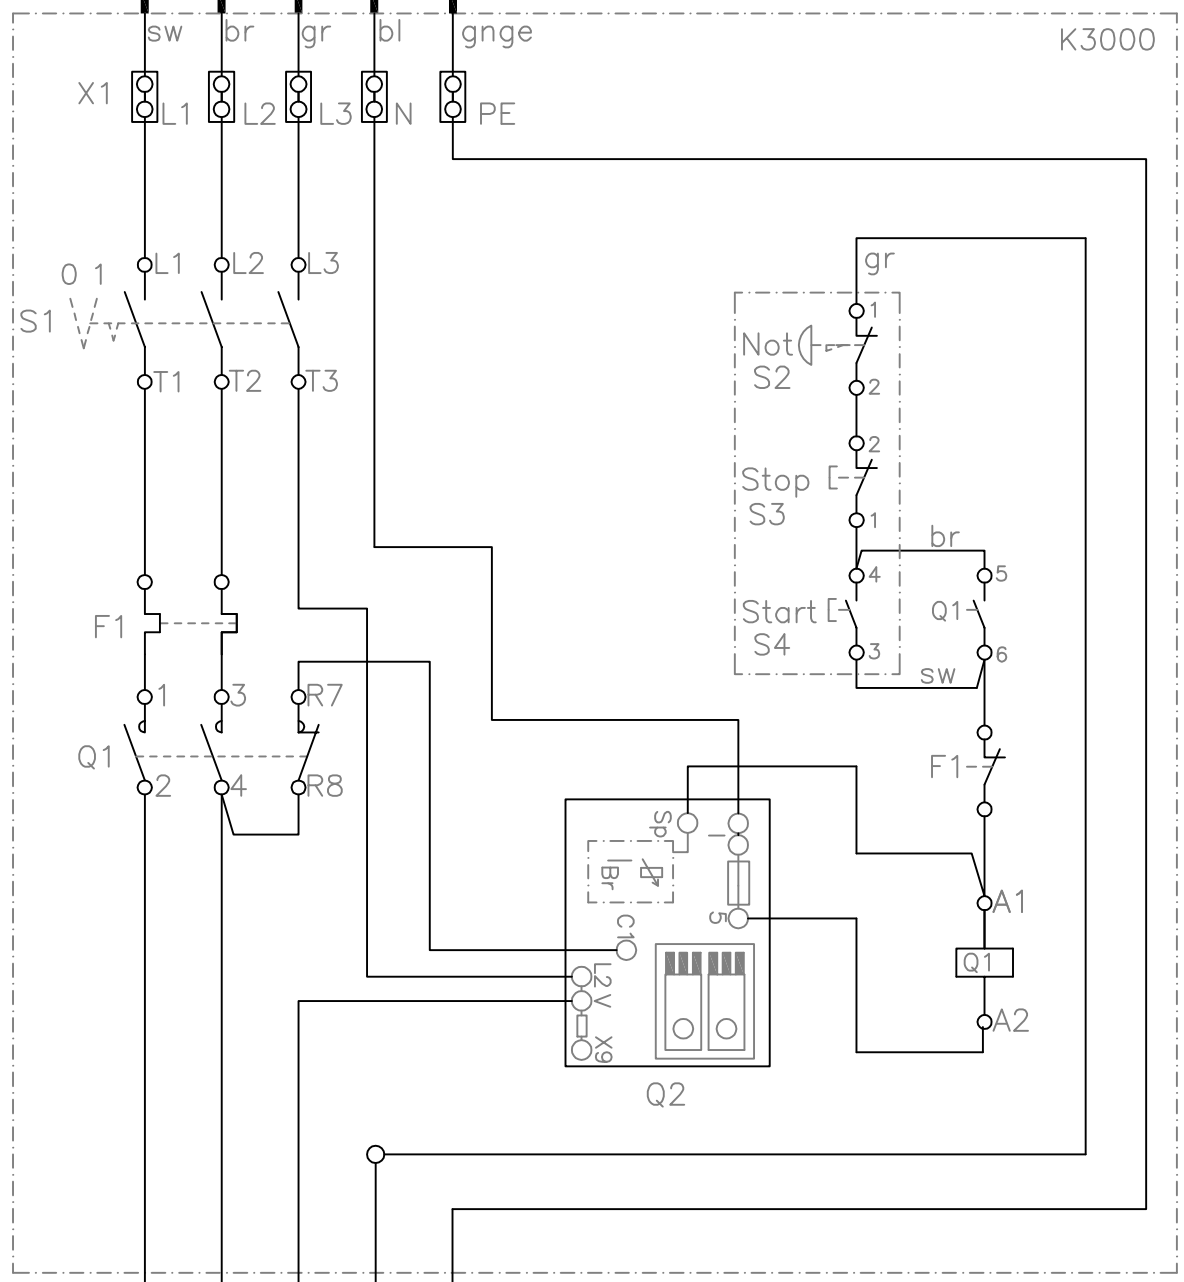 sw br gr bl gnge
K3000
X1
L1 L2 L3 N PE
gr
0 1
L1 L2 L3
S1
1
Not
S2
T1 T2 T3
2
2
Stop
S3
1
br
4 5
F1
Start Q1
S4
3 6
sw
1 3 R7
Q1
F1
2 4 R8
Sp I
I
Br
5
A1
C1
L2 Q1
V
A2
X9
Q2